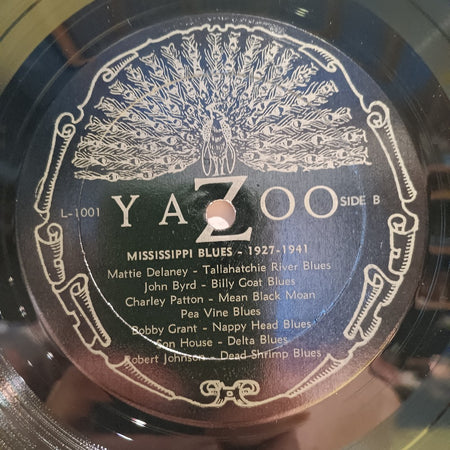 YAZOO
L-1001
SIDE B
MISSISSIPPI BLUES - 1927-1941
Mattie Delaney - Tallahatchie River Blues
John Byrd - Billy Goat Blues
Charley Patton - Mean Black Moan
Pea Vine Blues
Bobby Grant - Nappy Head Blues
Son House - Delta Blues
Robert Johnson - Dead Shrimp Blues